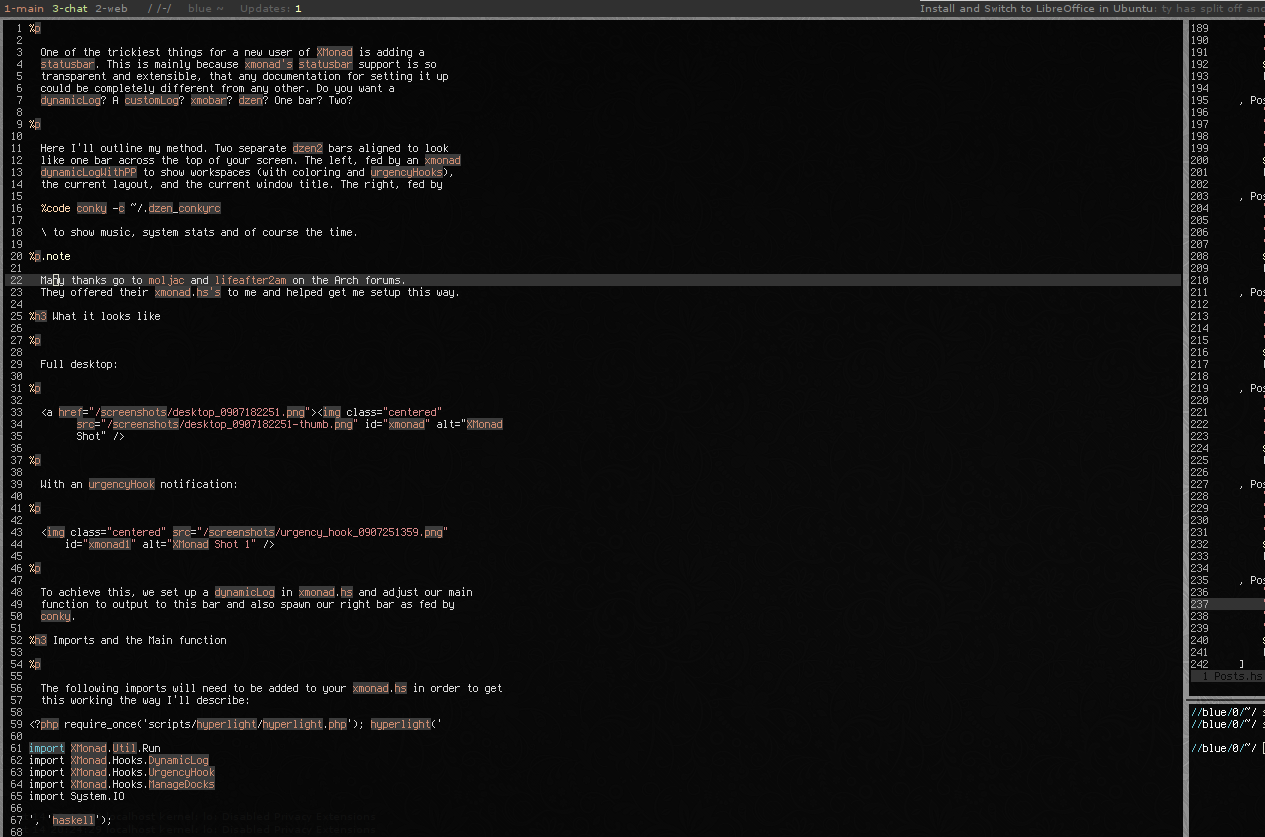 1-main 3-chat 2-web / /-/ blue ~ Updates: 1 Install and Switch to LibreOffice in Ubuntu: ty has split off and
1 %p
2
3 One of the trickiest things for a new user of XMonad is adding a
4 statusbar. This is mainly because xmonad's statusbar support is so
5 transparent and extensible, that any documentation for setting it up
6 could be completely different from any other. Do you want a
7 dynamicLog? A customLog? xmobar? dzen? One bar? Two?
8
9 %p
10
11 Here I'll outline my method. Two separate dzen2 bars aligned to look
12 like one bar across the top of your screen. The left, fed by an xmonad
13 dynamicLogWithPP to show workspaces (with coloring and urgencyHooks),
14 the current layout, and the current window title. The right, fed by
15
16 %code conky -c ~/.dzen_conkyrc
17
18 \ to show music, system stats and of course the time.
19
20 %p.note
21
22 Many thanks go to moljac and lifeafter2am on the Arch forums.
23 They offered their xmonad.hs's to me and helped get me setup this way.
24
25 %h3 What it looks like
26
27 %p
28
29 Full desktop:
30
31 %p
32
33 <a href="/screenshots/desktop_0907182251.png"><img class="centered"
34 src="/screenshots/desktop_0907182251-thumb.png" id="xmonad" alt="XMonad
35 Shot" />
36
37 %p
38
39 With an urgencyHook notification:
40
41 %p
42
43 <img class="centered" src="/screenshots/urgency_hook_0907251359.png"
44 id="xmonad1" alt="XMonad Shot 1" />
45
46 %p
47
48 To achieve this, we set up a dynamicLog in xmonad.hs and adjust our main
49 function to output to this bar and also spawn our right bar as fed by
50 conky.
51
52 %h3 Imports and the Main function
53
54 %p
55
56 The following imports will need to be added to your xmonad.hs in order to get
57 this working the way I'll describe:
58
59 <?php require_once('scripts/hyperlight/hyperlight.php'); hyperlight('
60
61 import XMonad.Util.Run
62 import XMonad.Hooks.DynamicLog
63 import XMonad.Hooks.UrgencyHook
64 import XMonad.Hooks.ManageDocks
65 import System.IO
66
67 ', 'haskell');
68
189
190
191
192
193
194
195 , Pos
196
197
198
199
200
201
202
203 , Pos
204
205
206
207
208
209
210
211 , Pos
212
213
214
215
216
217
218
219 , Pos
220
221
222
223
224
225
226
227 , Pos
228
229
230
231
232
233
234
235 , Pos
236
237
238
239
240
241
242 ]
1 Posts.hs
//blue/0/~/ s
//blue/0/~/ s
//blue/0/~/